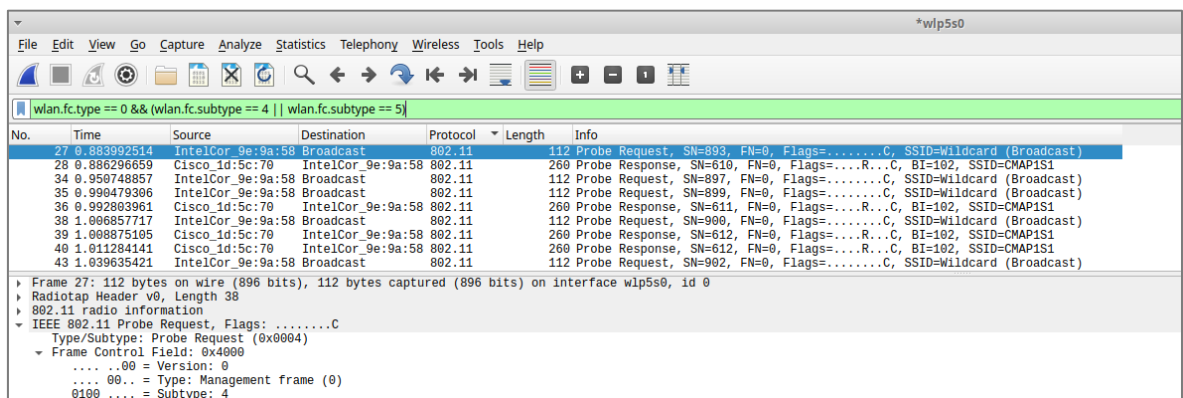 *wlp5s0
File Edit View Go Capture Analyze Statistics Telephony Wireless Tools Help
wlan.fc.type == 0 && (wlan.fc.subtype == 4 || wlan.fc.subtype == 5)
No. Time Source Destination Protocol Length Info
27 0.883992514 IntelCor_9e:9a:58 Broadcast 802.11 112 Probe Request, SN=893, FN=0, Flags=........C, SSID=Wildcard (Broadcast)
28 0.886296659 Cisco_1d:5c:70 IntelCor_9e:9a:58 802.11 260 Probe Response, SN=610, FN=0, Flags=....R...C, BI=102, SSID=CMAP1S1
34 0.950748857 IntelCor_9e:9a:58 Broadcast 802.11 112 Probe Request, SN=897, FN=0, Flags=........C, SSID=Wildcard (Broadcast)
35 0.990479306 IntelCor_9e:9a:58 Broadcast 802.11 112 Probe Request, SN=899, FN=0, Flags=........C, SSID=Wildcard (Broadcast)
36 0.992803961 Cisco_1d:5c:70 IntelCor_9e:9a:58 802.11 260 Probe Response, SN=611, FN=0, Flags=....R...C, BI=102, SSID=CMAP1S1
38 1.006857717 IntelCor_9e:9a:58 Broadcast 802.11 112 Probe Request, SN=900, FN=0, Flags=........C, SSID=Wildcard (Broadcast)
39 1.008875105 Cisco_1d:5c:70 IntelCor_9e:9a:58 802.11 260 Probe Response, SN=612, FN=0, Flags=....R...C, BI=102, SSID=CMAP1S1
40 1.011284141 Cisco_1d:5c:70 IntelCor_9e:9a:58 802.11 260 Probe Response, SN=612, FN=0, Flags=....R...C, BI=102, SSID=CMAP1S1
43 1.039635421 IntelCor_9e:9a:58 Broadcast 802.11 112 Probe Request, SN=902, FN=0, Flags=........C, SSID=Wildcard (Broadcast)
Frame 27: 112 bytes on wire (896 bits), 112 bytes captured (896 bits) on interface wlp5s0, id 0
Radiotap Header v0, Length 38
802.11 radio information
IEEE 802.11 Probe Request, Flags: ........C
Type/Subtype: Probe Request (0x0004)
Frame Control Field: 0x4000
.... ..00 = Version: 0
.... 00.. = Type: Management frame (0)
0100 .... = Subtype: 4